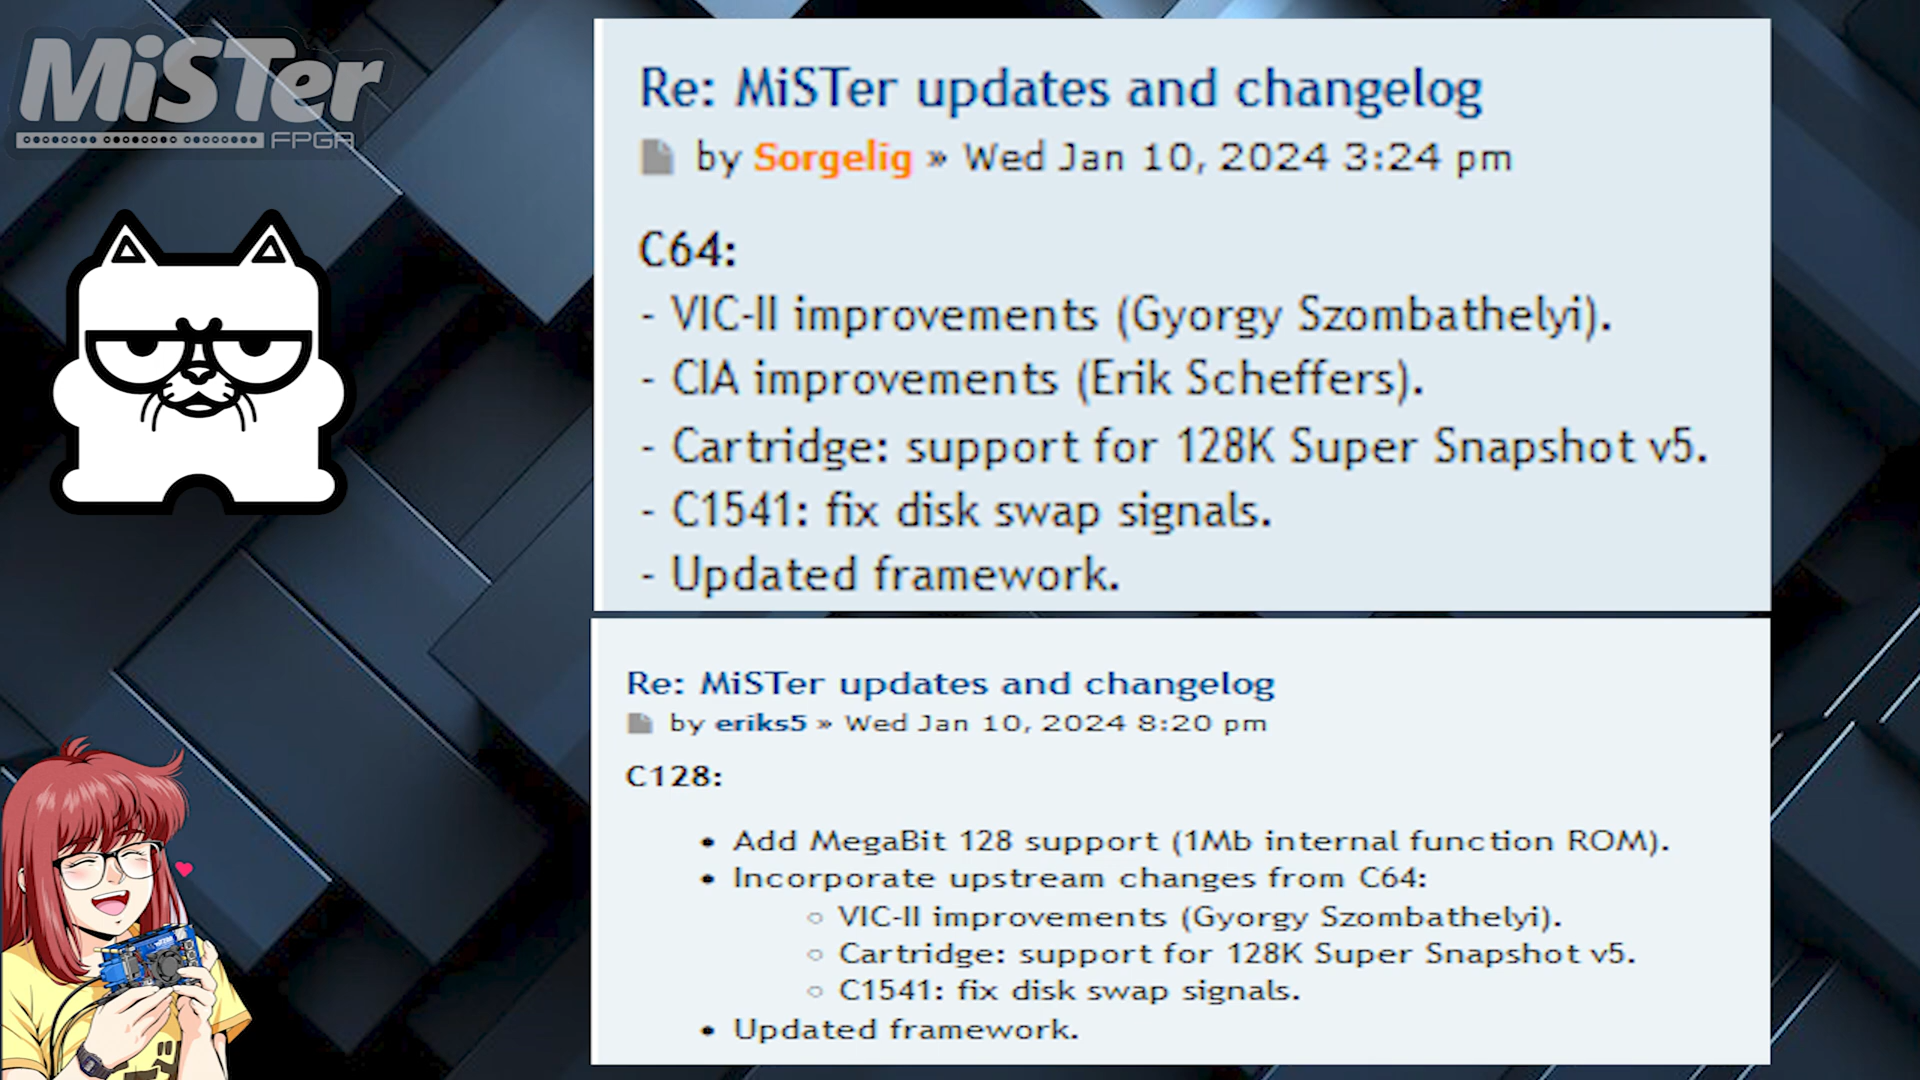 MiSTer
FPGA
Re: MiSTer updates and changelog
by Sorgelig » Wed Jan 10, 2024 3:24 pm
C64:
- VIC-II improvements (Gyorgy Szombathelyi).
- CIA improvements (Erik Scheffers).
- Cartridge: support for 128K Super Snapshot v5.
- C1541: fix disk swap signals.
- Updated framework.
Re: MiSTer updates and changelog
by eriks5 » Wed Jan 10, 2024 8:20 pm
C128:
• Add MegaBit 128 support (1Mb internal function ROM).
• Incorporate upstream changes from C64:
○ VIC-II improvements (Gyorgy Szombathelyi).
○ Cartridge: support for 128K Super Snapshot v5.
○ C1541: fix disk swap signals.
• Updated framework.